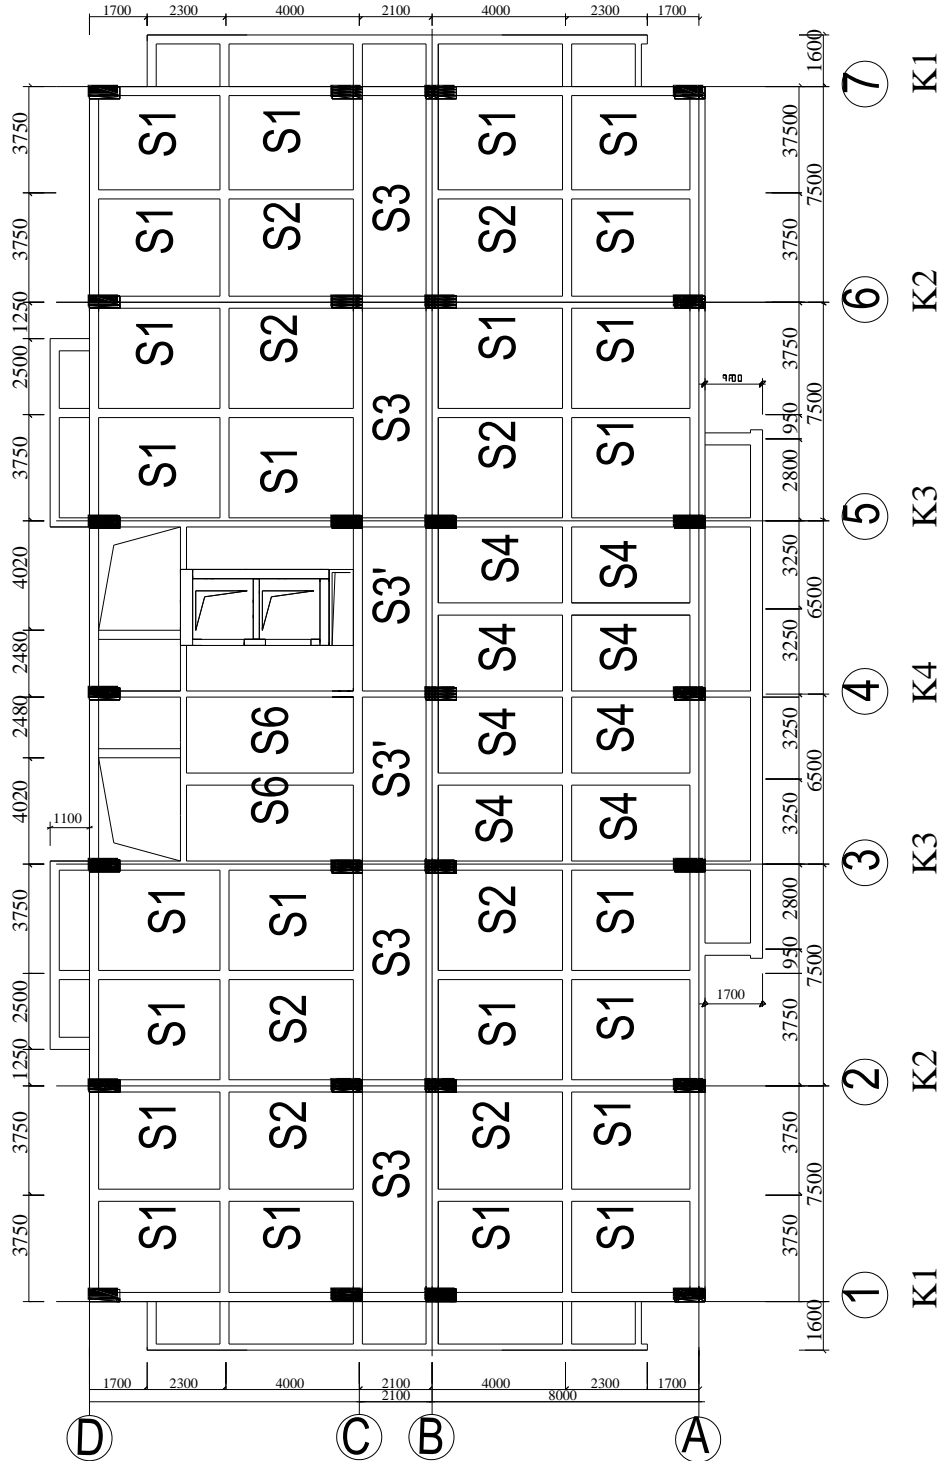 1700 2300 4000 2100 4000 2300 1700
1600
7 K1
3750 S1 S1 S1 S1 37500
S3 7500
3750 S1 S2 S2 S1 3750
6 K2
1250
2500 S1 S2 S1 S1 3750
S3 7500
950
3750 S1 S1 S2 S1 2800
5 K3
4020 S4 S4 3250
S3' 6500
2480 S4 S4 3250
4 K4
2480 S6 S4 S4 3250
S3' 6500
4020 S6 S4 S4 3250
1100
3 K3
3750 S1 S1 S2 S1 2800
S3 950
7500
1700
2500 S1 S2 S1 S1 3750
1250
2 K2
3750 S1 S2 S2 S1 3750
S3 7500
3750 S1 S1 S1 S1 3750
1 K1
1600
1700 2300 4000 2100 4000 2300 1700
2100 8000
D C B A